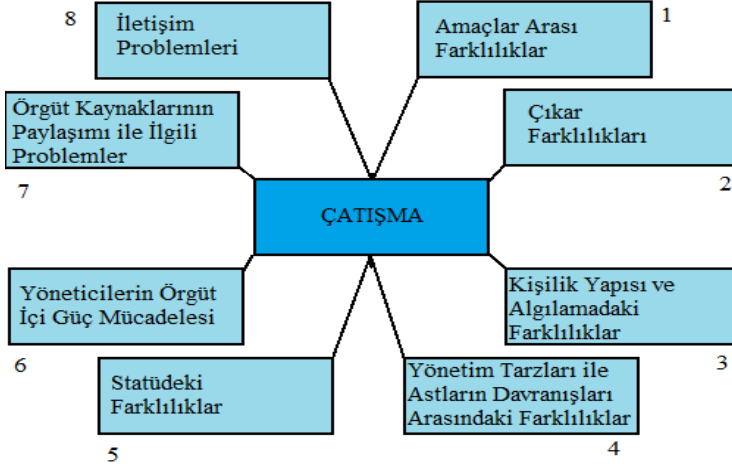 8
İletişim
Problemleri
Amaçlar Arası
Farklılıklar
1
Örgüt Kaynaklarının
Paylaşımı ile İlgili
Problemler
7
Çıkar
Farklılıkları
2
ÇATIŞMA
Yöneticilerin Örgüt
İçi Güç Mücadelesi
6
Kişilik Yapısı ve
Algılamadaki
Farklılıklar
3
Statüdeki
Farklılıklar
5
Yönetim Tarzları ile
Astların Davranışları
Arasındaki Farklılıklar
4